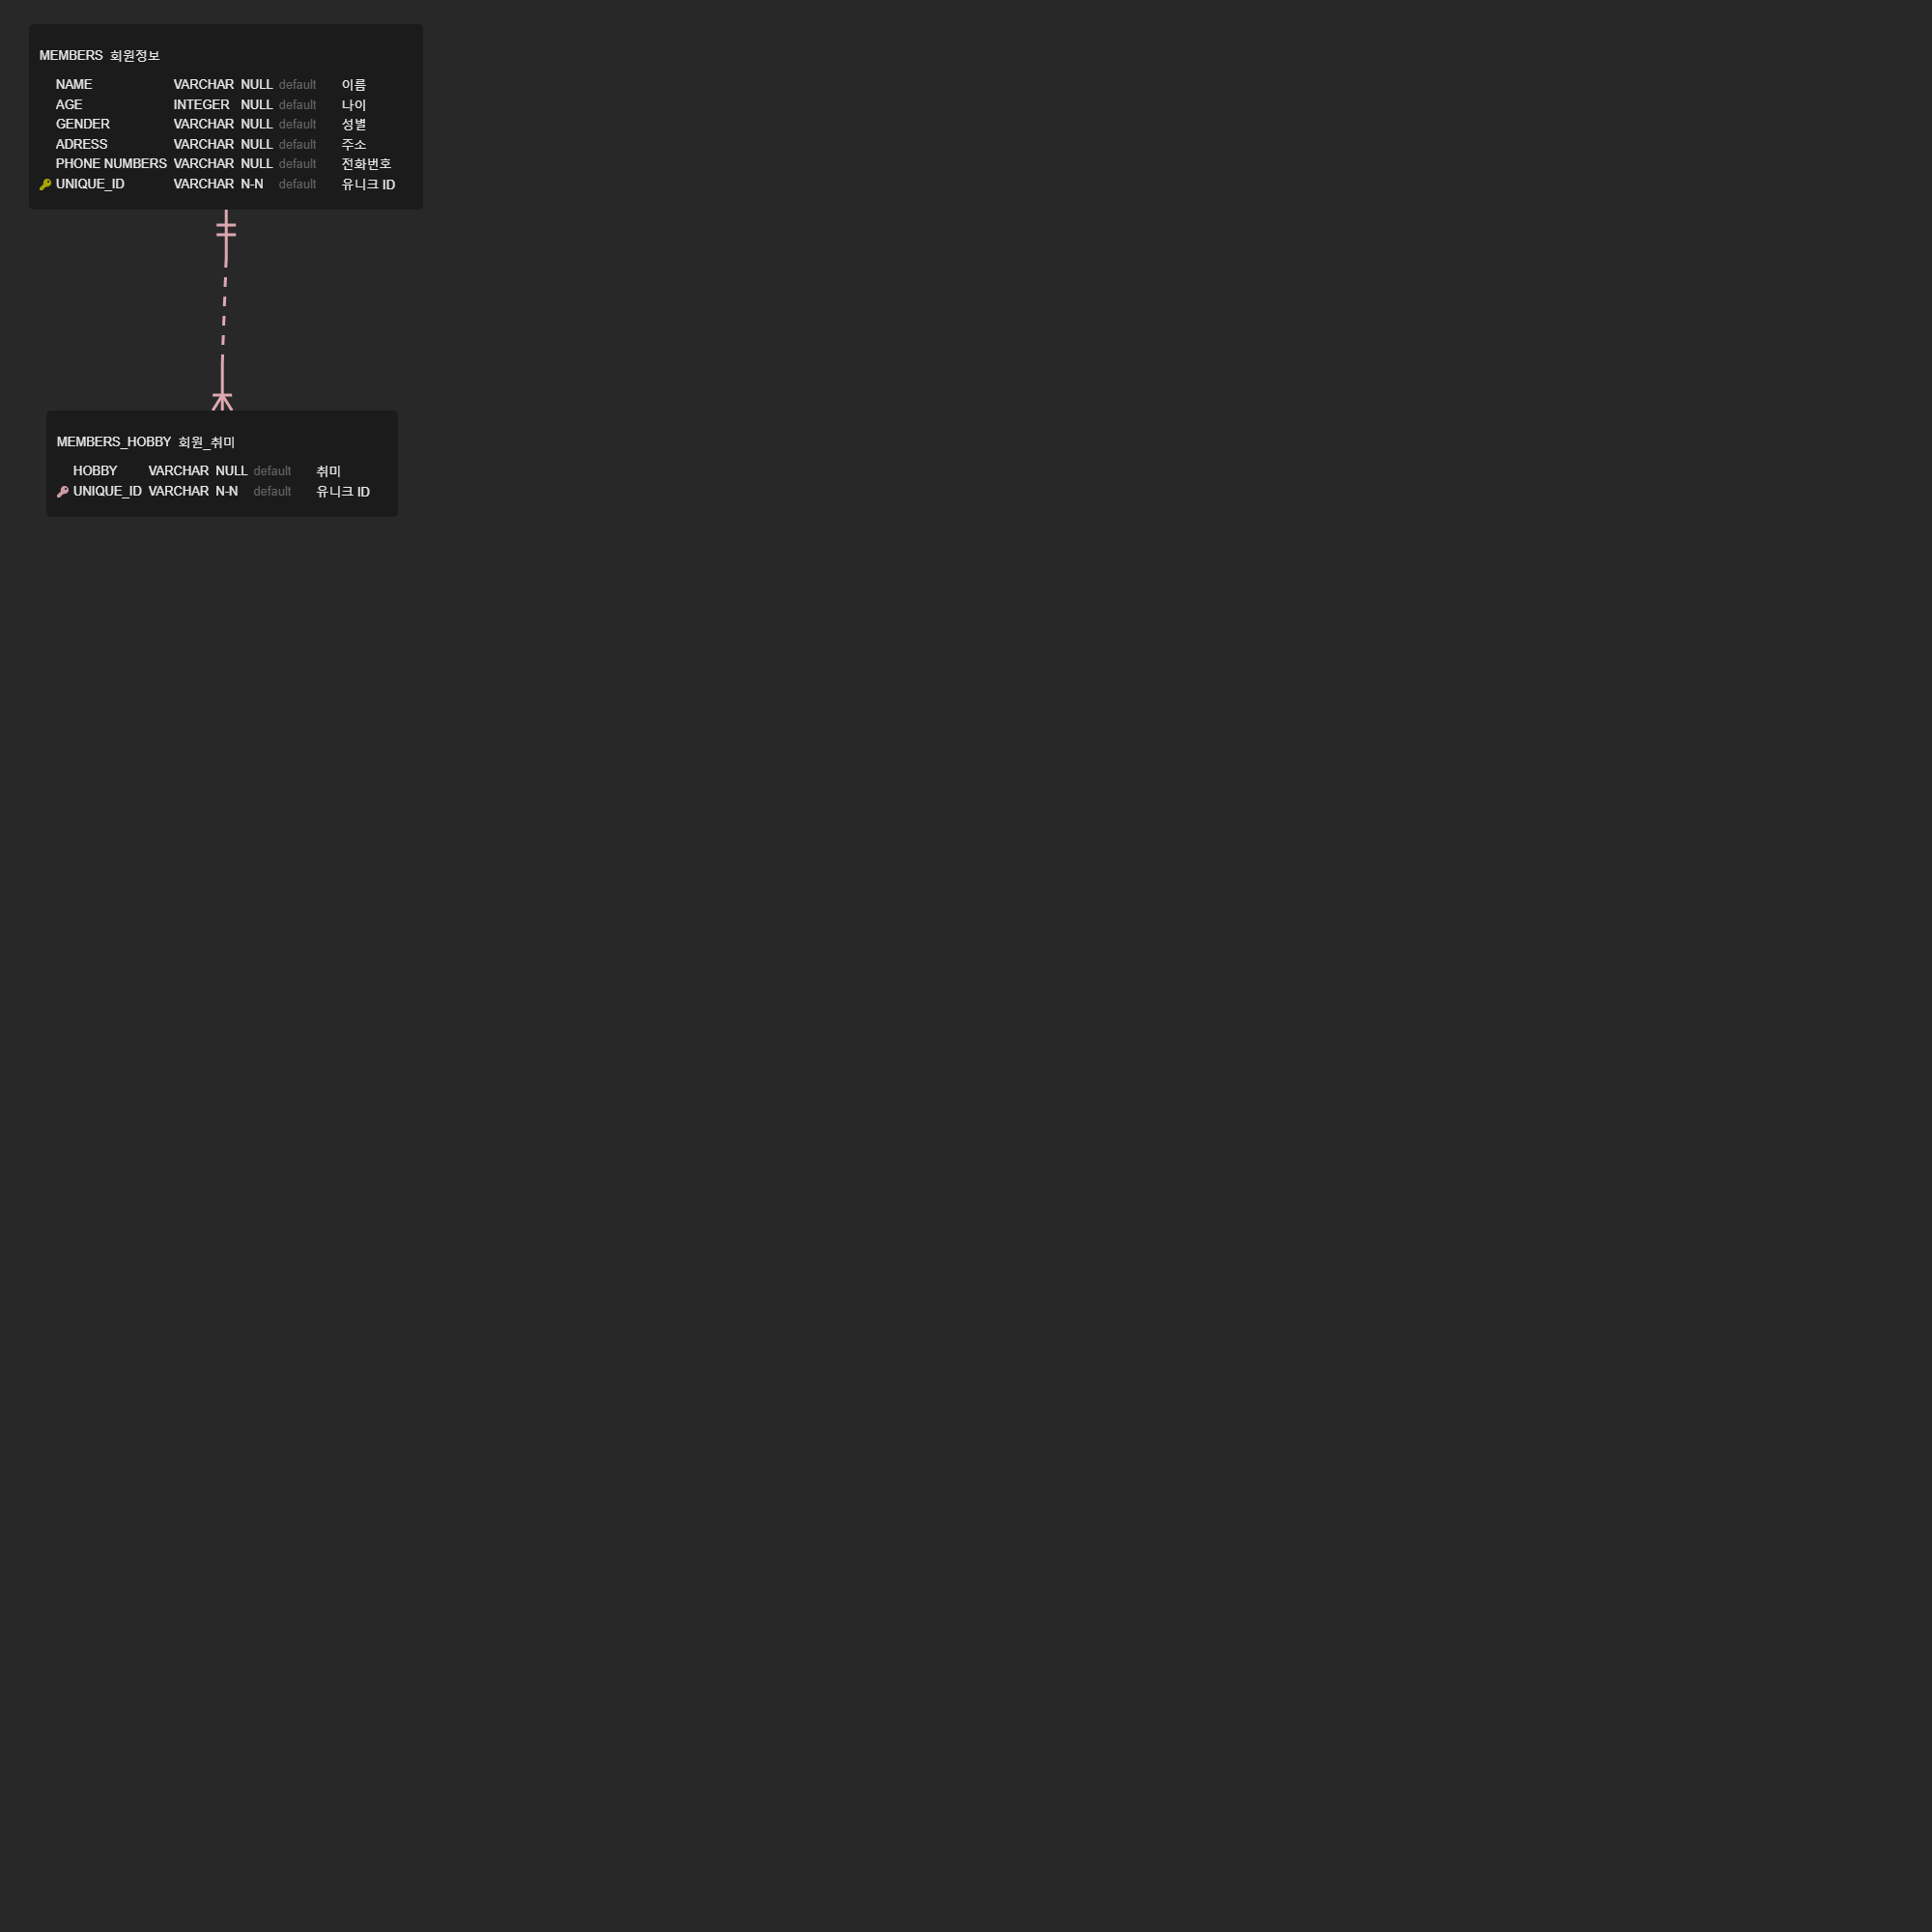 MEMBERS 회원정보
NAME VARCHAR NULL default 이름
AGE INTEGER NULL default 나이
GENDER VARCHAR NULL default 성별
ADRESS VARCHAR NULL default 주소
PHONE NUMBERS VARCHAR NULL default 전화번호
UNIQUE_ID VARCHAR N-N default 유니크 ID
MEMBERS_HOBBY 회원_취미
HOBBY VARCHAR NULL default 취미
UNIQUE_ID VARCHAR N-N default 유니크 ID